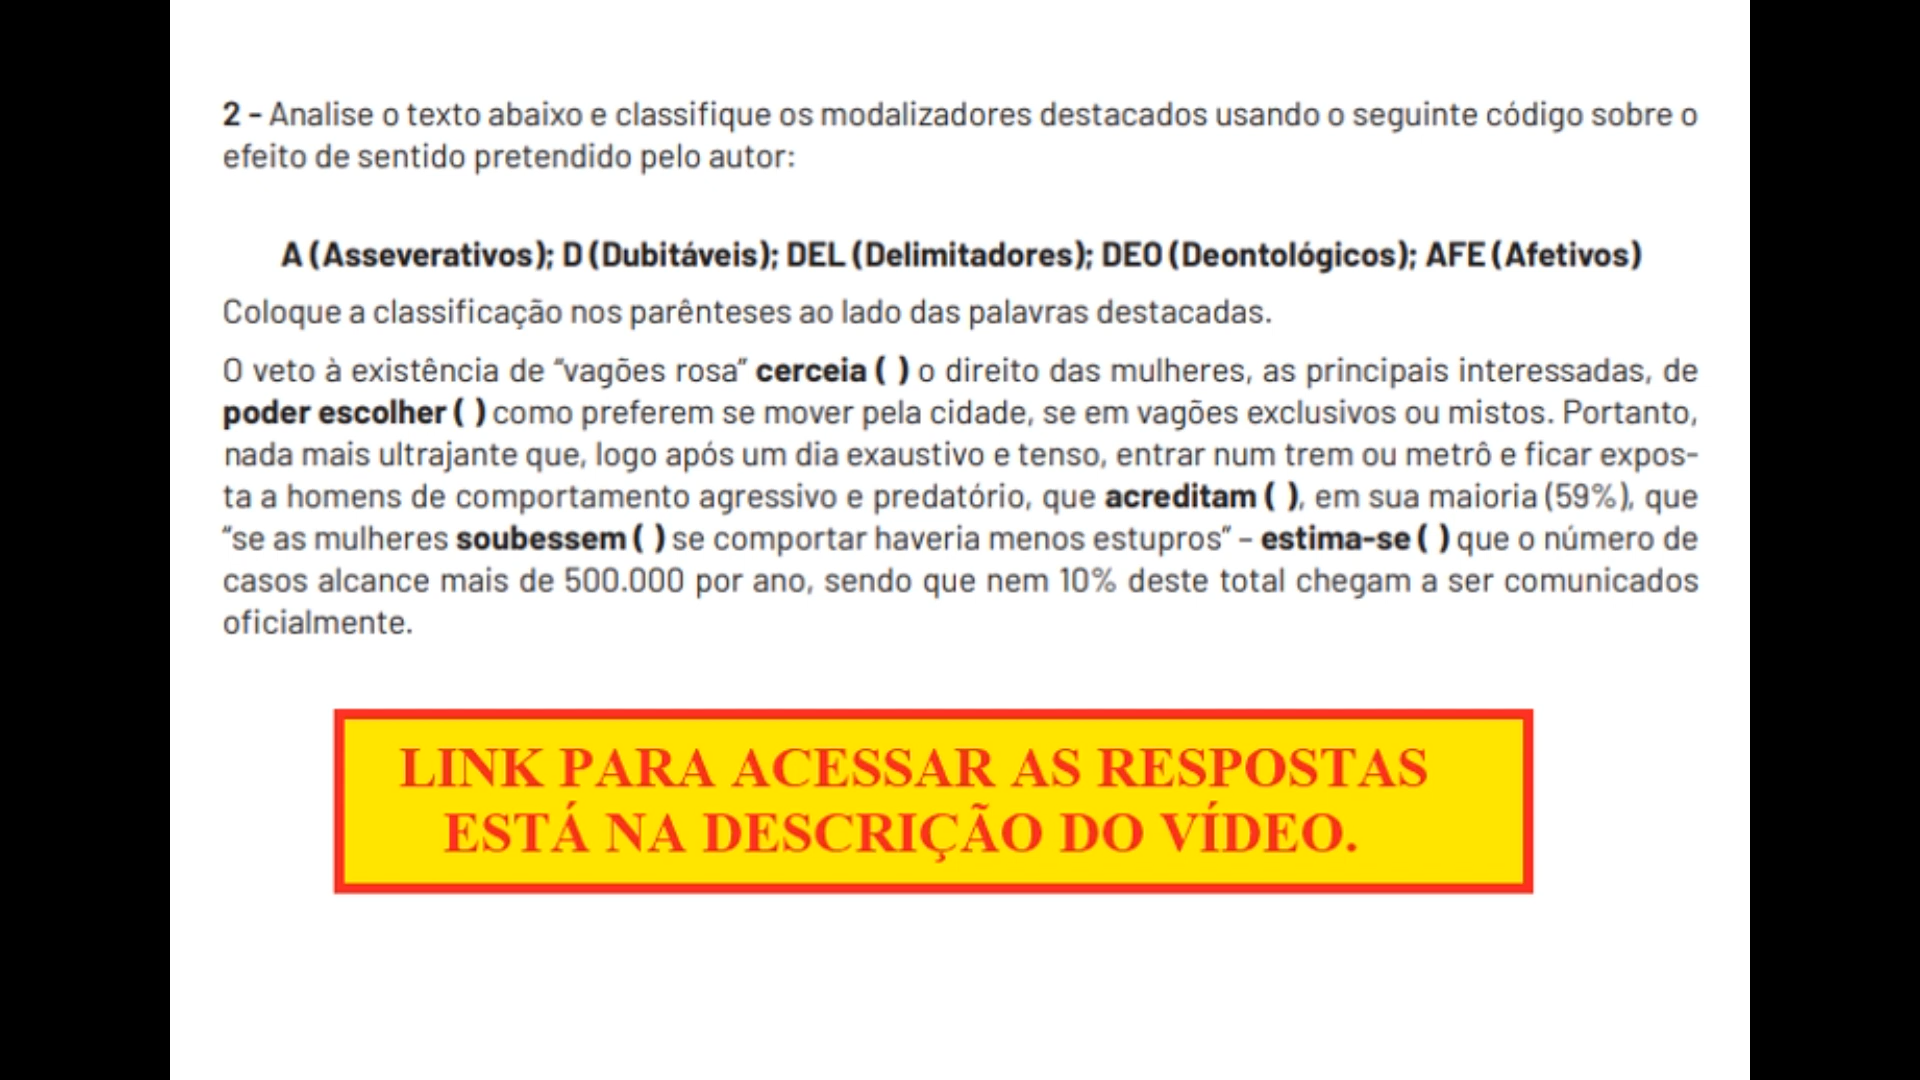 2 - Analise o texto abaixo e classifique os modalizadores destacados usando o seguinte código sobre o
efeito de sentido pretendido pelo autor:
A (Asseverativos); D (Dubitáveis); DEL (Delimitadores); DEO (Deontológicos); AFE (Afetivos)
Coloque a classificação nos parênteses ao lado das palavras destacadas.
O veto à existência de “vagões rosa” cerceia ( ) o direito das mulheres, as principais interessadas, de
poder escolher ( ) como preferem se mover pela cidade, se em vagões exclusivos ou mistos. Portanto,
nada mais ultrajante que, logo após um dia exaustivo e tenso, entrar num trem ou metrô e ficar expos-
ta a homens de comportamento agressivo e predatório, que acreditam ( ), em sua maioria (59%), que
“se as mulheres soubessem ( ) se comportar haveria menos estupros” – estima-se ( ) que o número de
casos alcance mais de 500.000 por ano, sendo que nem 10% deste total chegam a ser comunicados
oficialmente.
LINK PARA ACESSAR AS RESPOSTAS
ESTÁ NA DESCRIÇÃO DO VÍDEO.